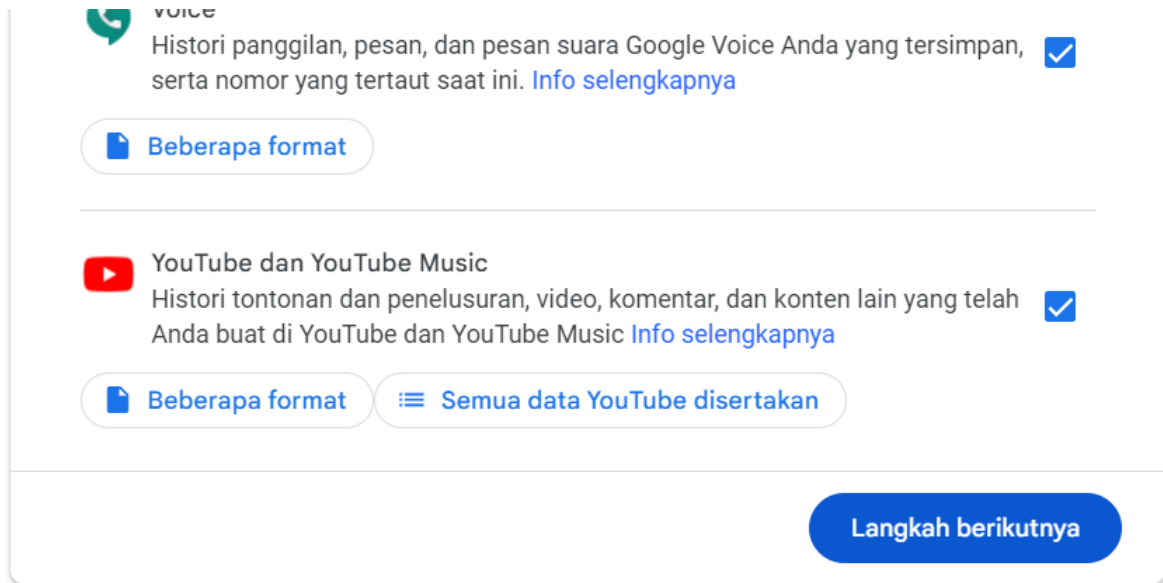 Voice
Histori panggilan, pesan, dan pesan suara Google Voice Anda yang tersimpan,
serta nomor yang tertaut saat ini. Info selengkapnya
Beberapa format
YouTube dan YouTube Music
Histori tontonan dan penelusuran, video, komentar, dan konten lain yang telah
Anda buat di YouTube dan YouTube Music Info selengkapnya
Beberapa format
Semua data YouTube disertakan
Langkah berikutnya